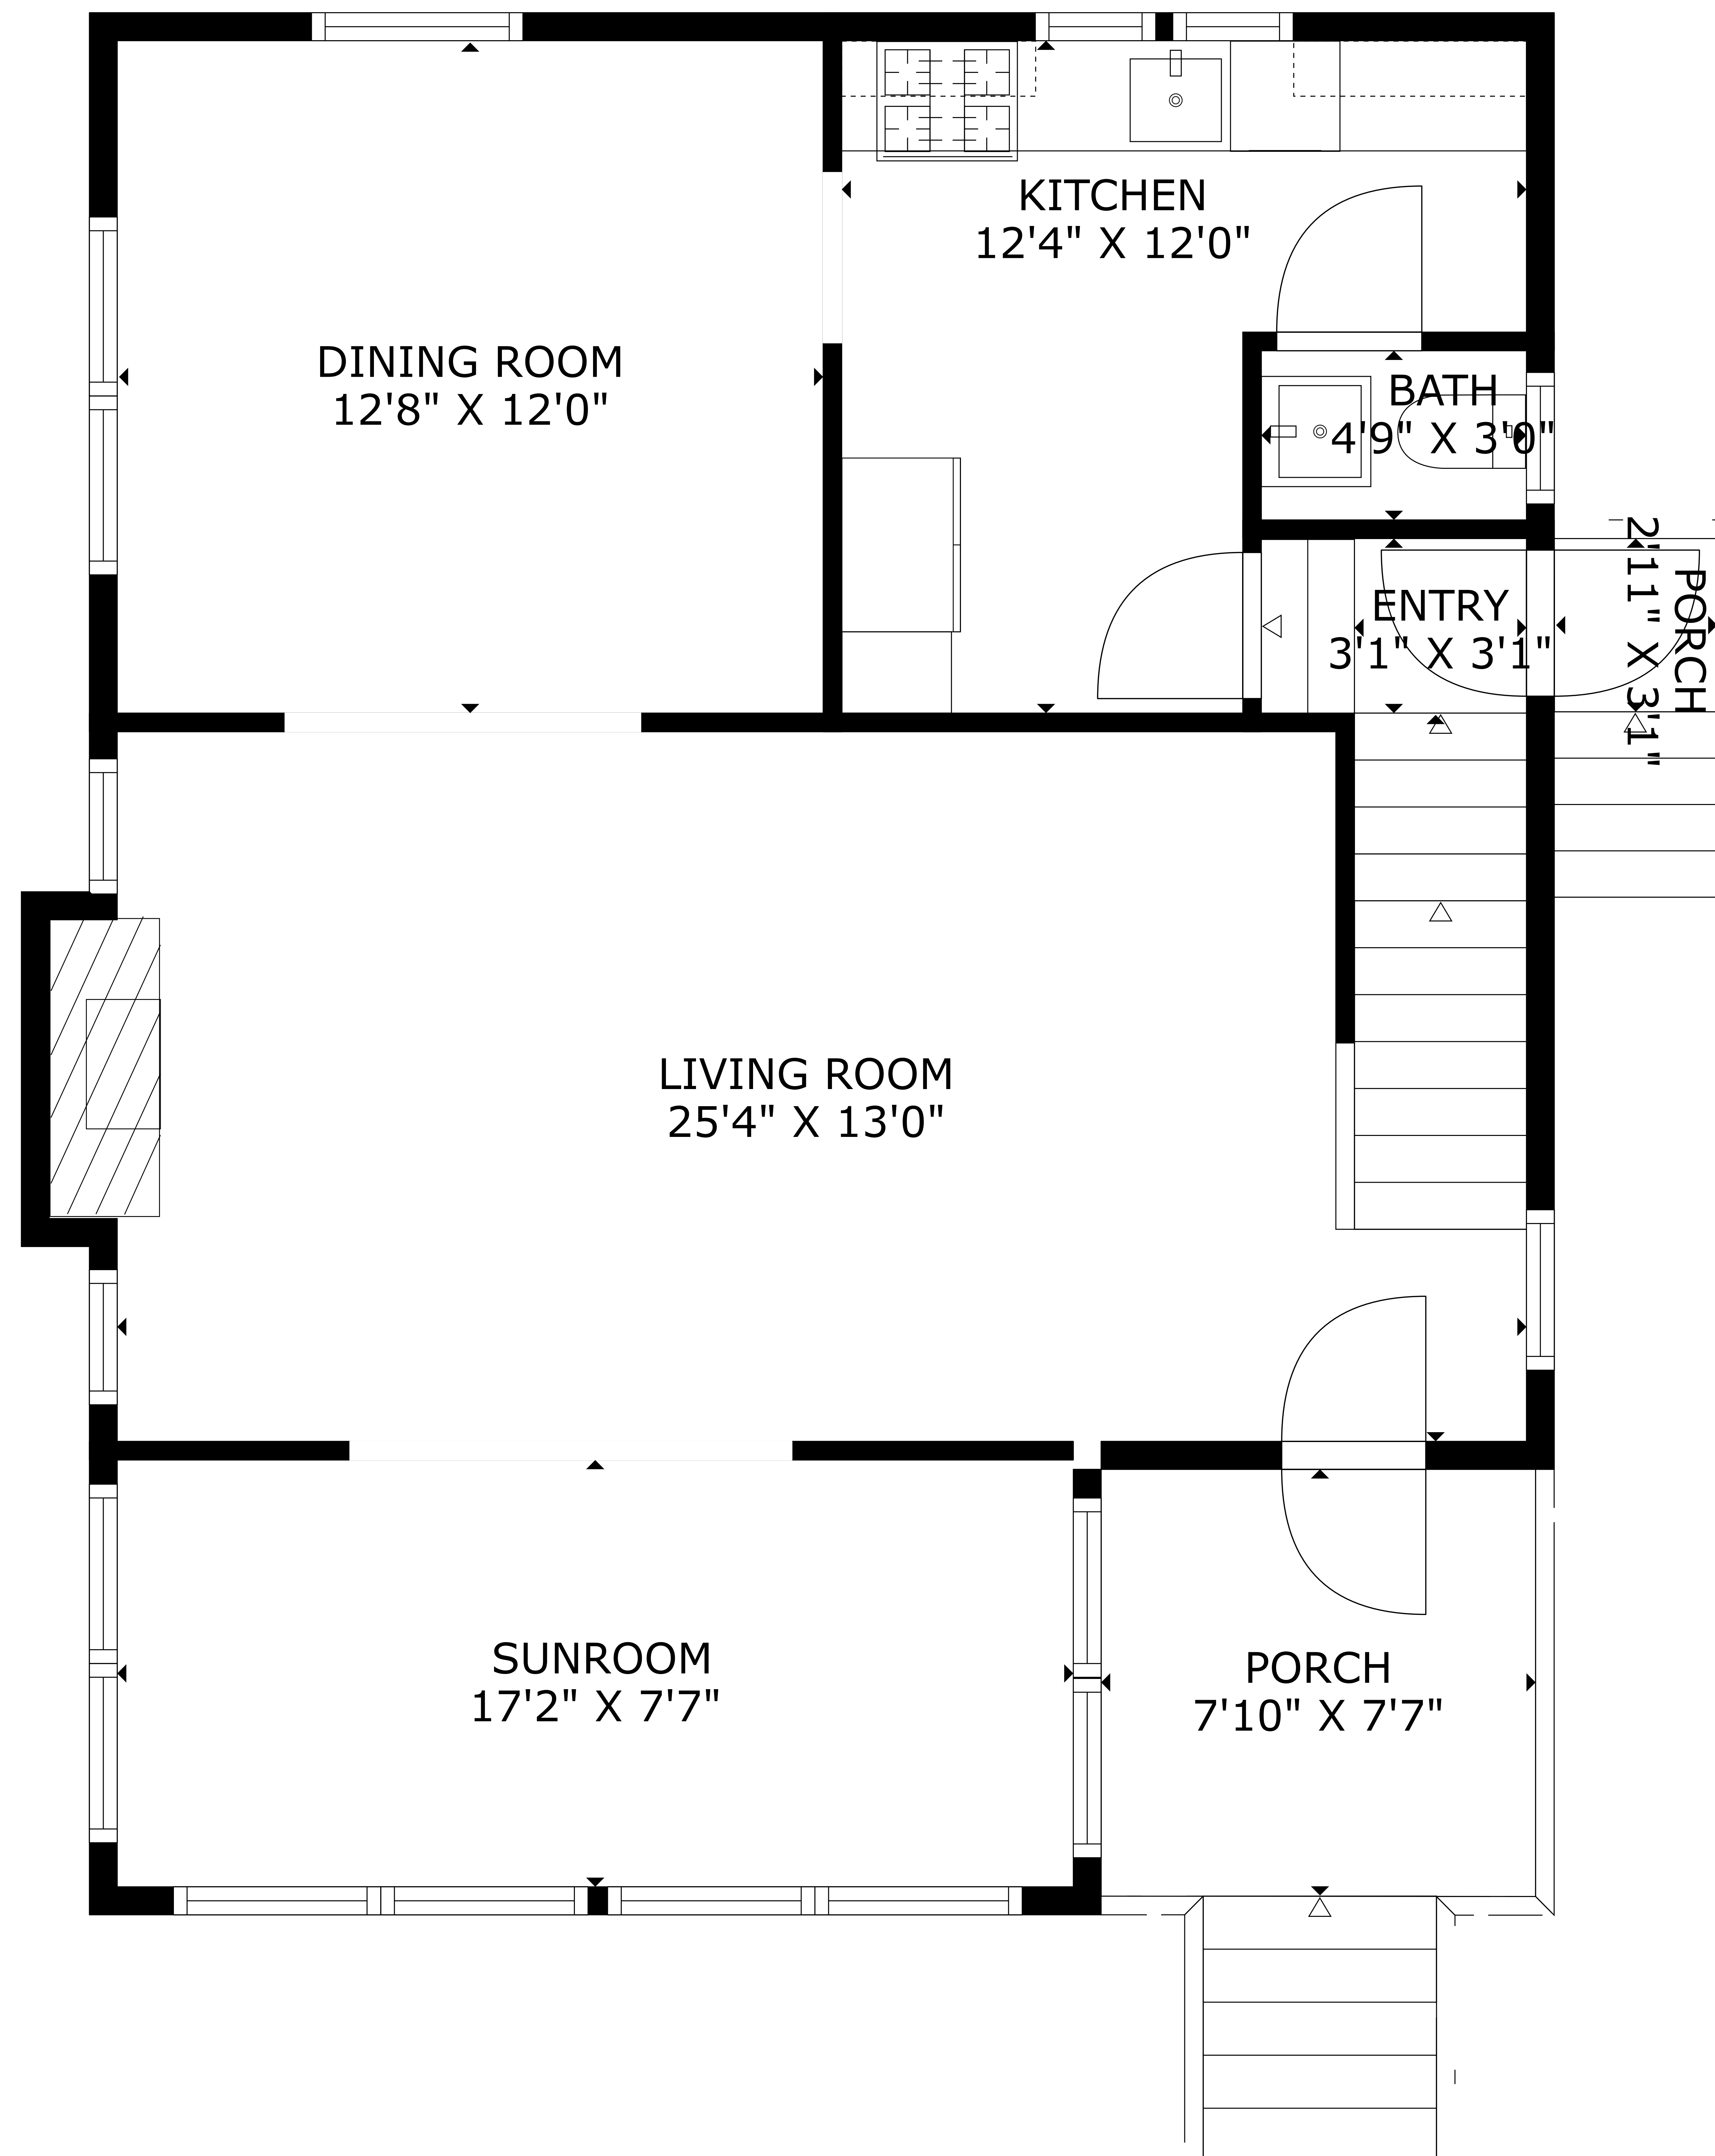 KITCHEN
12'4" X 12'0"
DINING ROOM
12'8" X 12'0"
BATH
4'9" X 3'0"
ENTRY
3'1" X 3'1"
PORCH
2'11" X 3'1"
LIVING ROOM
25'4" X 13'0"
SUNROOM
17'2" X 7'7"
PORCH
7'10" X 7'7"